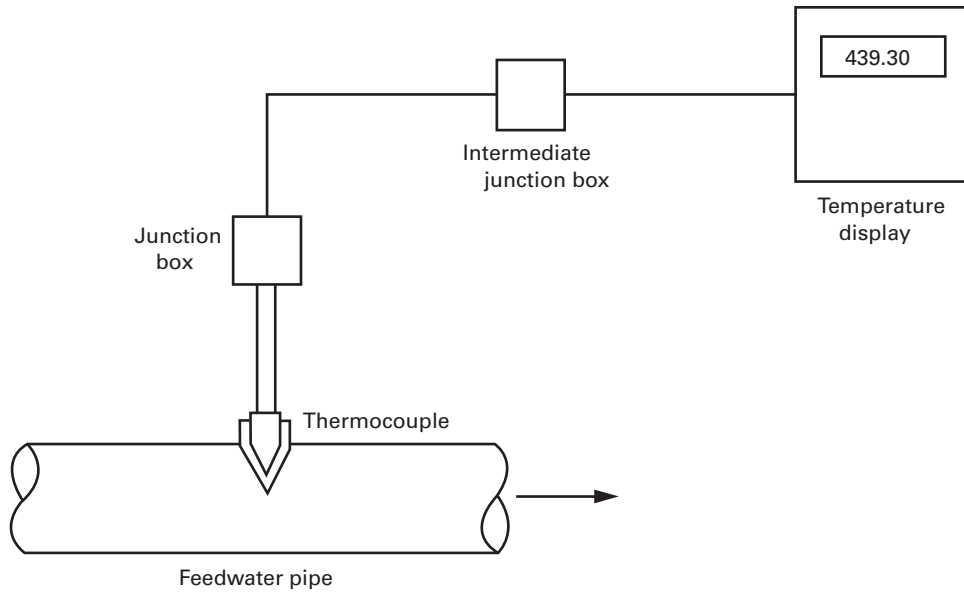 439.30
Intermediate
junction box
Temperature
display
Junction
box
Thermocouple
Feedwater pipe